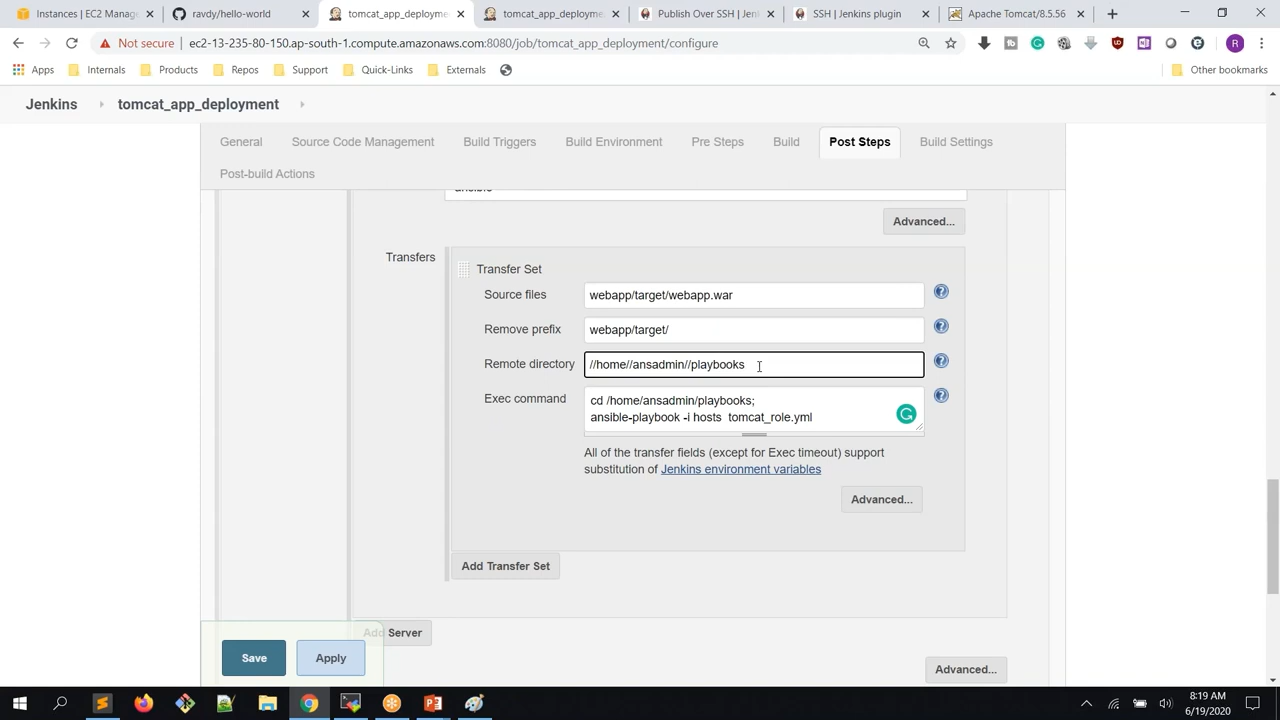 Instances | EC2 Manag
ravdy/hello-world
tomcat_app_deployme
tomcat_app_deployme
Publish Over SSH | Jen
SSH | Jenkins plugin
Apache Tomcat/8.5.56
Not secure | ec2-13-235-80-150.ap-south-1.compute.amazonaws.com:8080/job/tomcat_app_deployment/configure
Apps
Internals
Products
Repos
Support
Quick-Links
Externals
Other bookmarks
Jenkins
tomcat_app_deployment
General
Source Code Management
Build Triggers
Build Environment
Pre Steps
Build
Post Steps
Build Settings
Post-build Actions
ansible
Advanced...
Transfers
Transfer Set
Source files
webapp/target/webapp.war
Remove prefix
webapp/target/
Remote directory
//home//ansadmin//playbooks
Exec command
cd /home/ansadmin/playbooks;
ansible-playbook -i hosts  tomcat_role.yml
All of the transfer fields (except for Exec timeout) support
substitution of Jenkins environment variables
Advanced...
Add Transfer Set
Add Server
Save
Apply
Advanced...
8:19 AM
6/19/2020